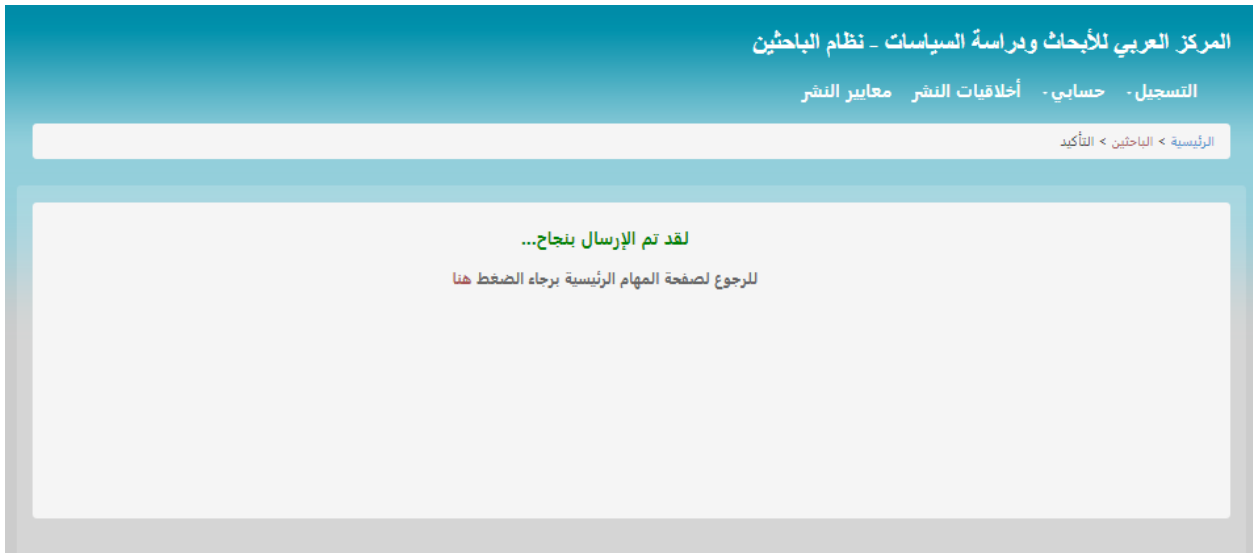 المركز العربي للأبحاث ودراسة السياسات - نظام الباحثين
التسجيل حسابي أخلاقيات النشر معايير النشر
الرئيسية > الباحثين > التأكيد
لقد تم الإرسال بنجاح...
للرجوع لصفحة المهام الرئيسية برجاء الضغط هنا